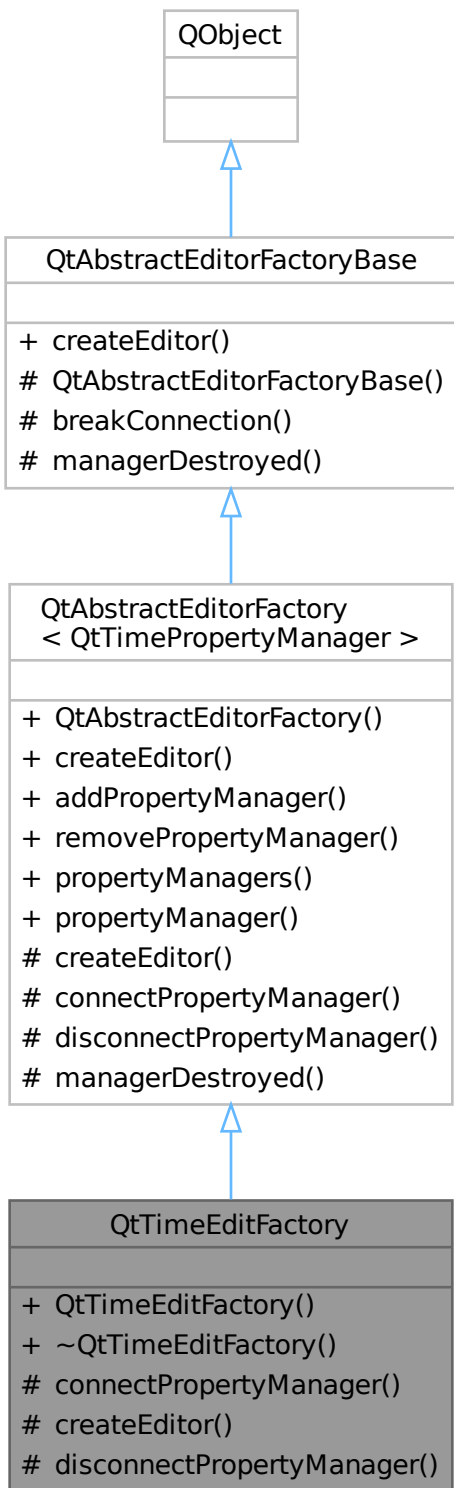 QObject
QtAbstractEditorFactoryBase
+ createEditor()
# QtAbstractEditorFactoryBase()
# breakConnection()
# managerDestroyed()
QtAbstractEditorFactory
< QtTimePropertyManager >
+ QtAbstractEditorFactory()
+ createEditor()
+ addPropertyManager()
+ removePropertyManager()
+ propertyManagers()
+ propertyManager()
# createEditor()
# connectPropertyManager()
# disconnectPropertyManager()
# managerDestroyed()
QtTimeEditFactory
+ QtTimeEditFactory()
+ ~QtTimeEditFactory()
# connectPropertyManager()
# createEditor()
# disconnectPropertyManager()